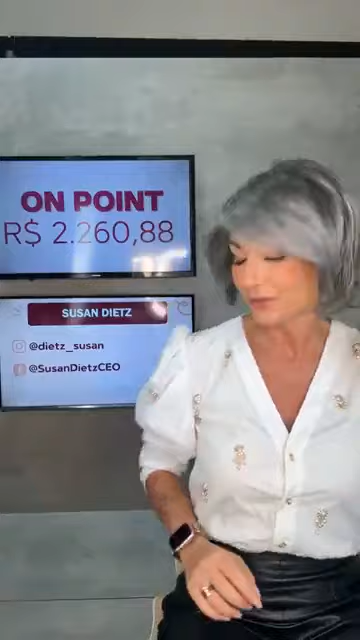 ON POINT
R$ 2.260,88
SUSAN DIETZ
@dietz_susan
@SusanDietzCEO